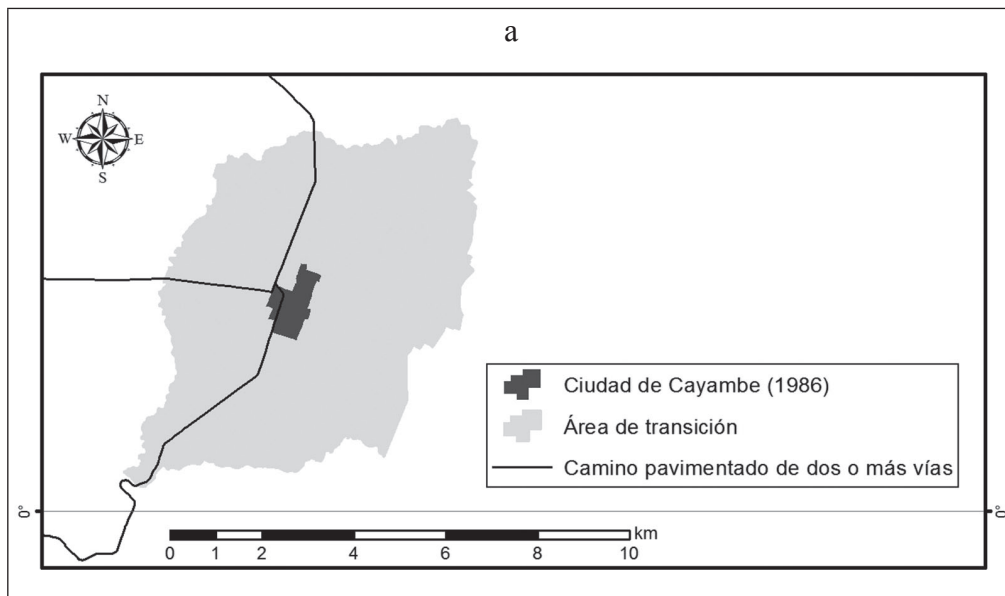 a
N
W E
S
Ciudad de Cayambe (1986)
Área de transición
Camino pavimentado de dos o más vías
0° 0°
km
0 1 2 4 6 8 10